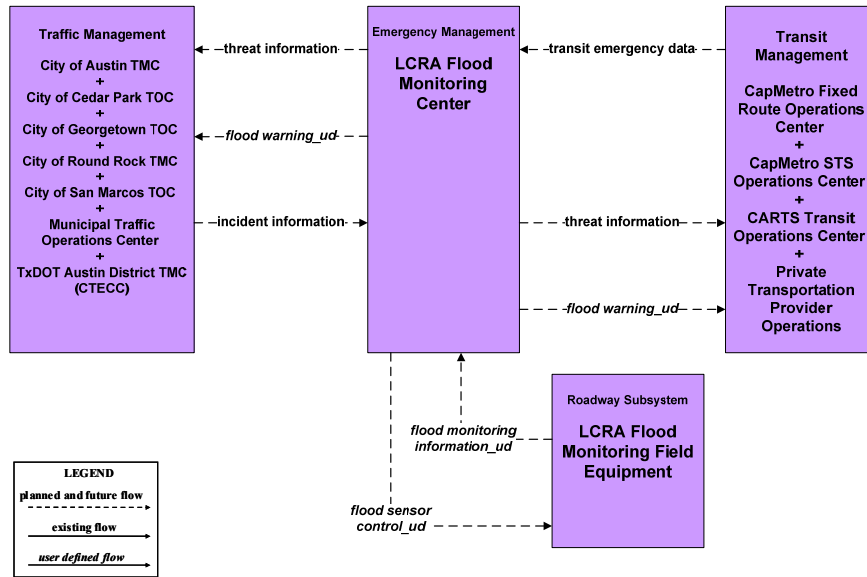 Traffic Management
City of Austin TMC
+
City of Cedar Park TOC
+
City of Georgetown TOC
+
City of Round Rock TMC
+
City of San Marcos TOC
+
Municipal Traffic
Operations Center
+
TxDOT Austin District TMC
(CTECC)
threat information
flood warning_ud
incident information
Emergency Management
LCRA Flood
Monitoring
Center
transit emergency data
threat information
flood warning_ud
Transit
Management
CapMetro Fixed
Route Operations
Center
+
CapMetro STS
Operations Center
+
CARTS Transit
Operations Center
+
Private
Transportation
Provider
Operations
flood monitoring
information_ud
flood sensor
control_ud
Roadway Subsystem
LCRA Flood
Monitoring Field
Equipment
LEGEND
planned and future flow
existing flow
user defined flow